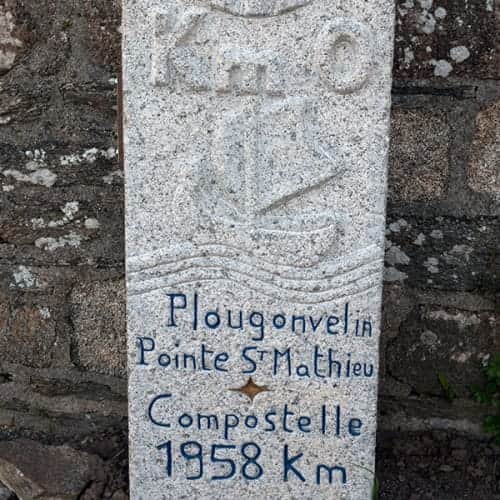 Km 0
Plougonvelin
Pointe ST Mathieu
Compostelle
1958 Km